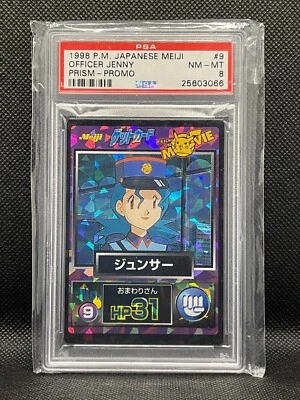 PSA
1998 P.M. JAPANESE MEIJI #9
OFFICER JENNY NM-MT
PRISM-PROMO 8
25603066
Meiji ゲットカード
MOVIE
ジュンサー
おまわりさん
9 HP31